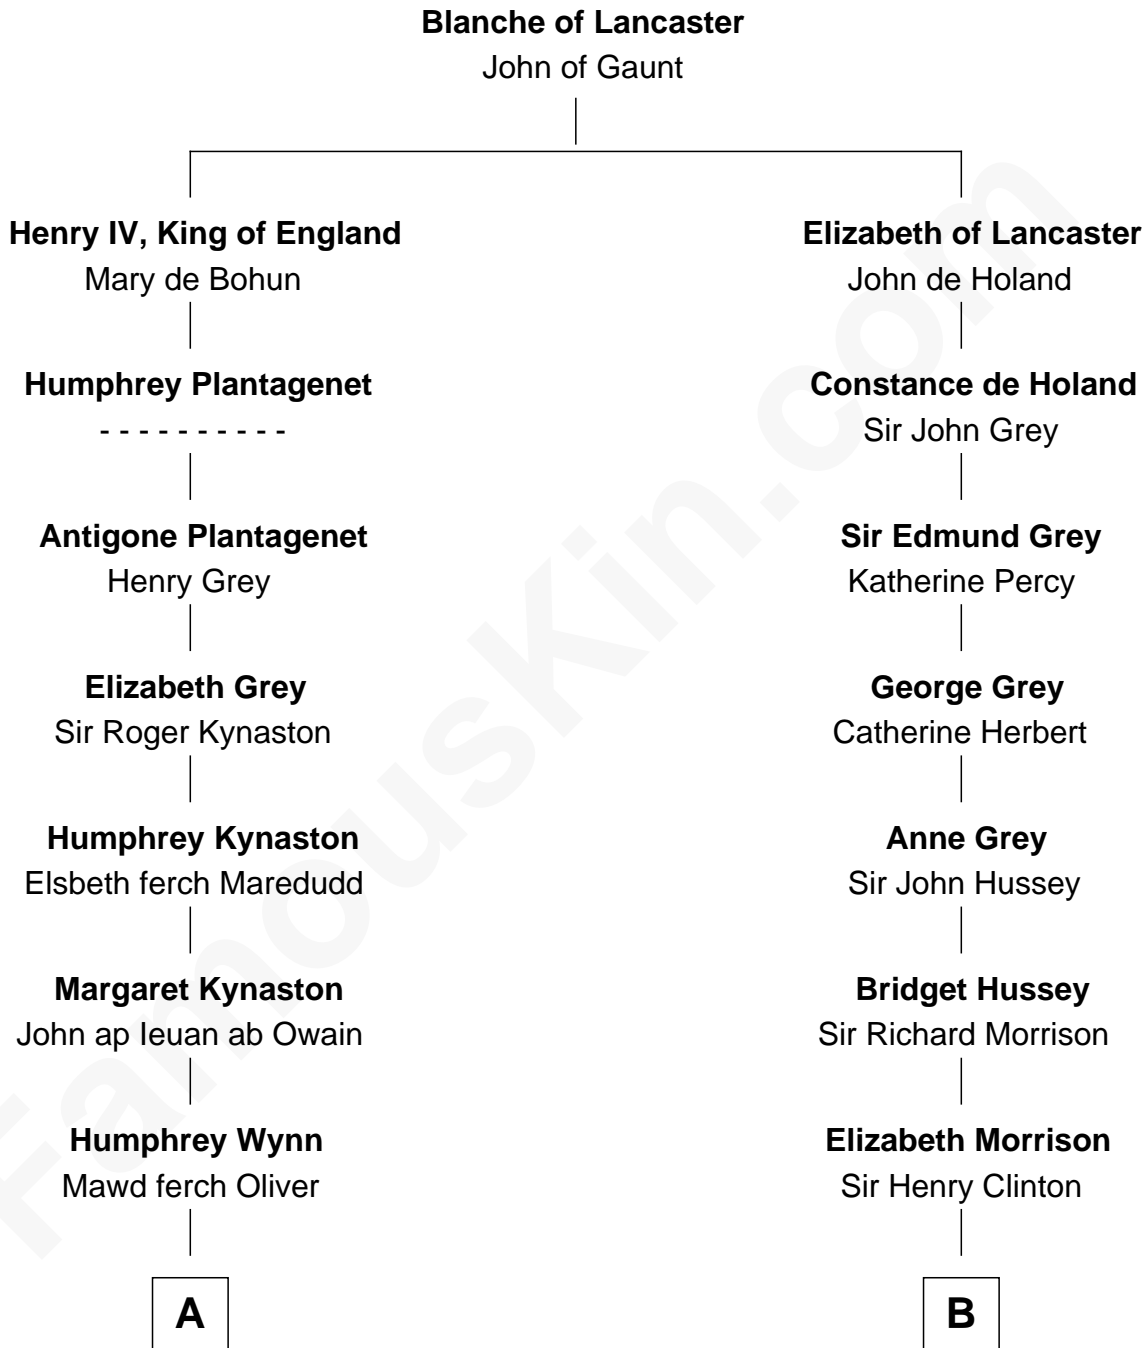 Blanche of Lancaster
John of Gaunt
Henry IV, King of England
Mary de Bohun
Elizabeth of Lancaster
John de Holand
Humphrey Plantagenet
- - - - - - - - - -
Constance de Holand
Sir John Grey
Antigone Plantagenet
Henry Grey
Sir Edmund Grey
Katherine Percy
Elizabeth Grey
Sir Roger Kynaston
George Grey
Catherine Herbert
Humphrey Kynaston
Elsbeth ferch Maredudd
Anne Grey
Sir John Hussey
Margaret Kynaston
John ap Ieuan ab Owain
Bridget Hussey
Sir Richard Morrison
Humphrey Wynn
Mawd ferch Oliver
Elizabeth Morrison
Sir Henry Clinton
A
B
FamousKin.com